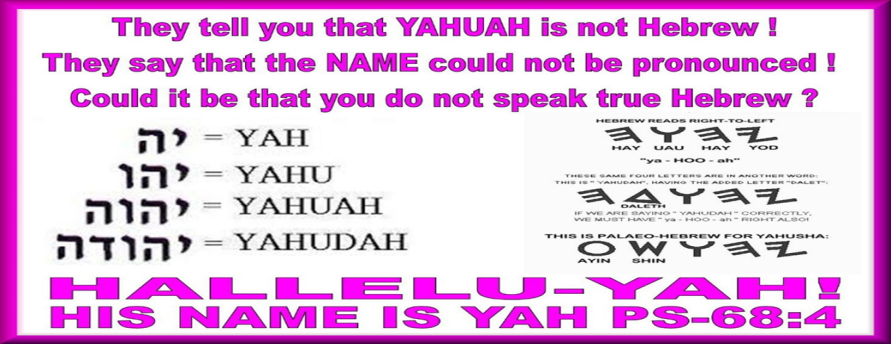 They tell you that YAHUAH is not Hebrew !
They say that the NAME could not be pronounced !
Could it be that you do not speak true Hebrew ?
יה = YAH
יהו = YAHU
יהוה = YAHUAH
יהודה = YAHUDAH
HEBREW READS RIGHT-TO-LEFT
𐤉𐤄𐤅𐤄
HAY UAU HAY YOD
"ya - HOO - ah"
THESE SAME FOUR LETTERS ARE IN ANOTHER WORD:
THIS IS " YAHUDAH", HAVING THE ADDED LETTER "DALET":
𐤉𐤄𐤅𐤃𐤄
DALETH
IF WE ARE SAYING " YAHUDAH " CORRECTLY,
WE MUST HAVE " ya - HOO - ah " RIGHT ALSO!
THIS IS PALAEO-HEBREW FOR YAHUSHA:
𐤉𐤄𐤅𐤔𐤏
AYIN SHIN
HALLELU-YAH!
HIS NAME IS YAH PS-68:4